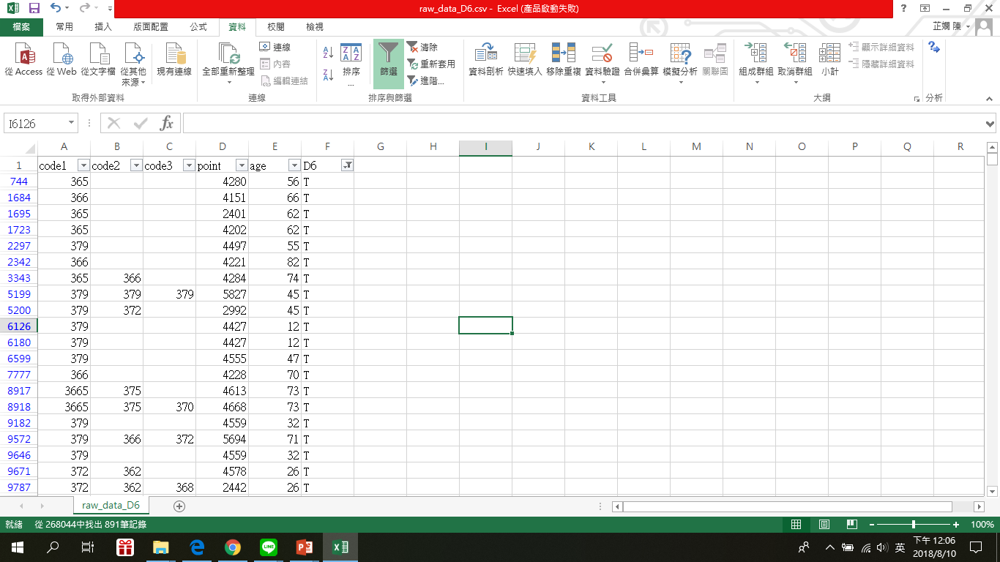 raw_data_D6.csv - Excel (產品啟動失敗)
檔案 常用 插入 版面配置 公式 資料 校閱 檢視
從 Access 從 Web 從文字檔 從其他來源 現有連線 全部重新整理 連線 內容 編輯連結 排序... 篩選 清除 重新套用 進階... 資料剖析 快速填入 移除重複 資料驗證 合併彙算 模擬分析 關聯圖 組成群組 取消群組 小計 顯示詳細資料 隱藏詳細資料
取得外部資料 連線 排序與篩選 資料工具 大綱 分析
I6126 fx
A B C D E F G H I J K L M N O P Q R
1 code1 code2 code3 point age D6
744 365 4280 56 T
1684 366 4151 66 T
1695 365 2401 62 T
1723 365 4202 62 T
2297 379 4497 55 T
2342 366 4221 82 T
3343 365 366 4284 74 T
5199 379 379 379 5827 45 T
5200 379 372 2992 45 T
6126 379 4427 12 T
6180 379 4427 12 T
6599 379 4555 47 T
7777 366 4228 70 T
8917 3665 375 4613 73 T
8918 3665 375 370 4668 73 T
9182 379 4559 32 T
9572 379 366 372 5694 71 T
9646 379 4559 32 T
9671 372 362 4578 26 T
9787 372 362 368 2442 26 T
raw_data_D6
就緒 從 268044中找出 891筆記錄 100%
英 下午 12:06
2018/8/10